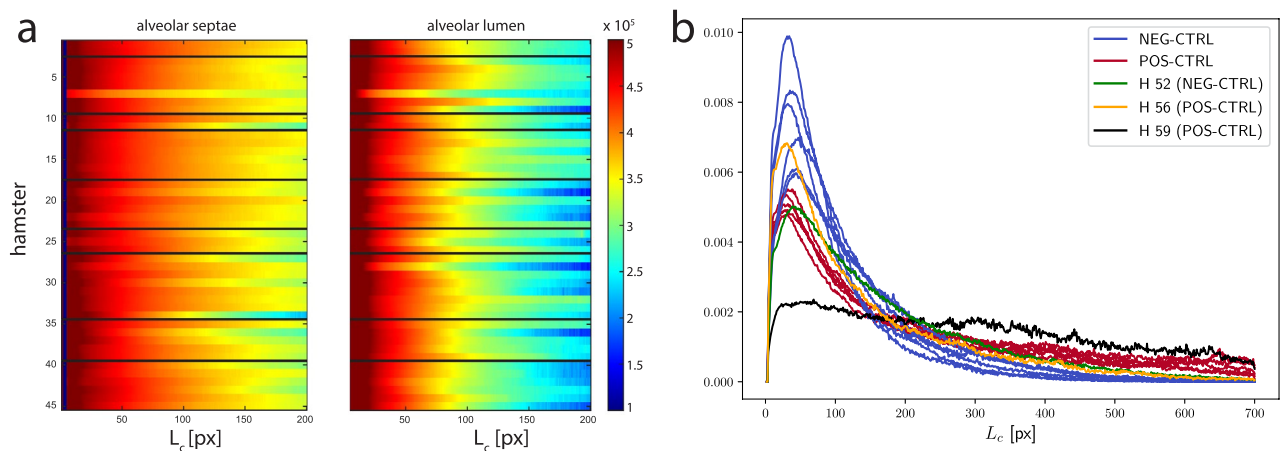 a
alveolar septae
alveolar lumen
x 10⁵
b
hamster
5
10
15
20
25
30
35
40
45
50
100
150
200
L_c [px]
50
100
150
200
L_c [px]
5
4.5
4
3.5
3
2.5
2
1.5
1
0.010
0.008
0.006
0.004
0.002
0.000
0
100
200
300
400
500
600
700
L_c [px]
NEG-CTRL
POS-CTRL
H 52 (NEG-CTRL)
H 56 (POS-CTRL)
H 59 (POS-CTRL)